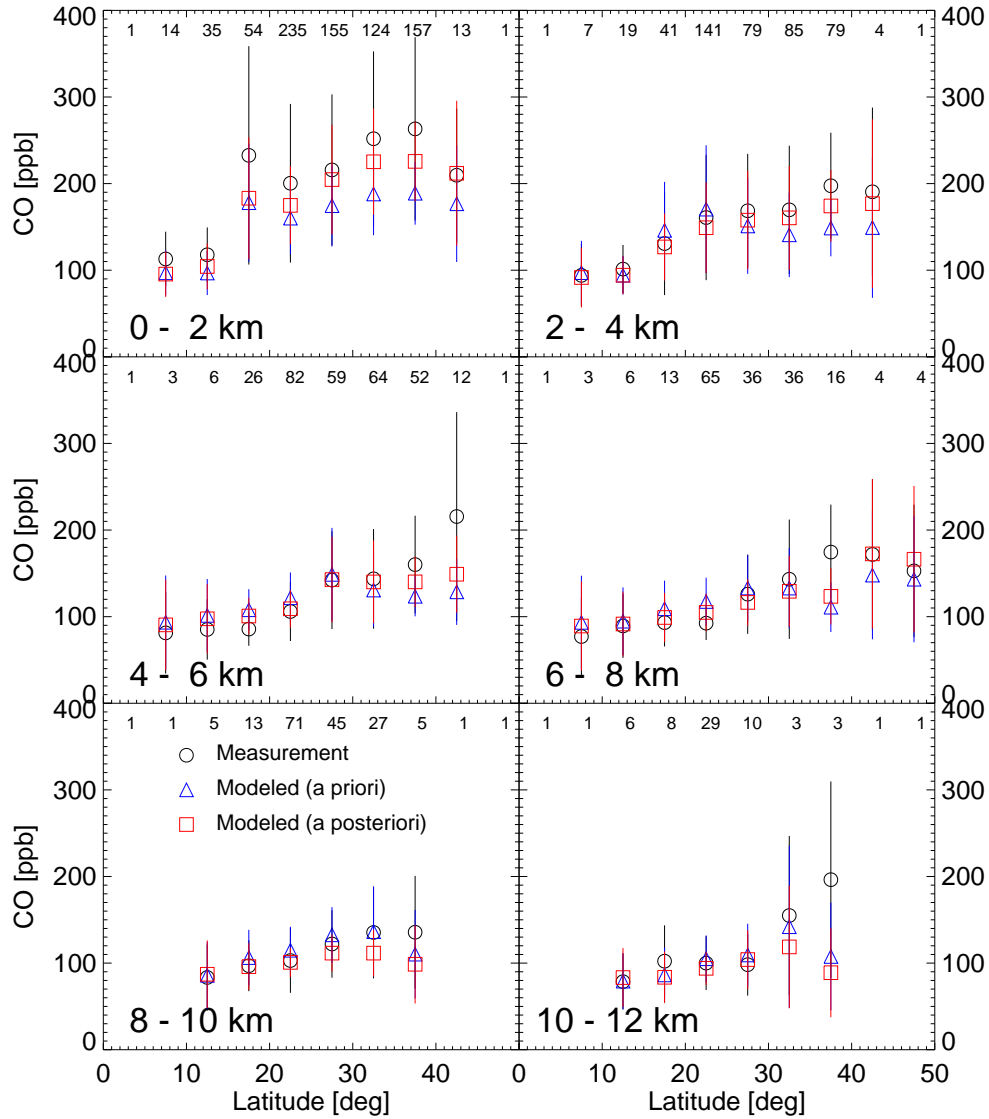 400 400
1 14 35 54 235 155 124 157 13 1 1 7 19 41 141 79 85 79 4 1
300 300
CO [ppb] CO [ppb]
200 200
100 100
0 - 2 km 2 - 4 km
0 0
400 400
1 3 6 26 82 59 64 52 12 1 1 3 6 13 65 36 36 16 4 4
300 300
CO [ppb] CO [ppb]
200 200
100 100
4 - 6 km 6 - 8 km
0 0
400 400
1 1 5 13 71 45 27 5 1 1 1 1 6 8 29 10 3 3 1 1
Measurement
300 300
Modeled (a priori)
Modeled (a posteriori)
CO [ppb] CO [ppb]
200 200
100 100
8 - 10 km 10 - 12 km
0 0
0 10 20 30 40 0 10 20 30 40 50
Latitude [deg] Latitude [deg]